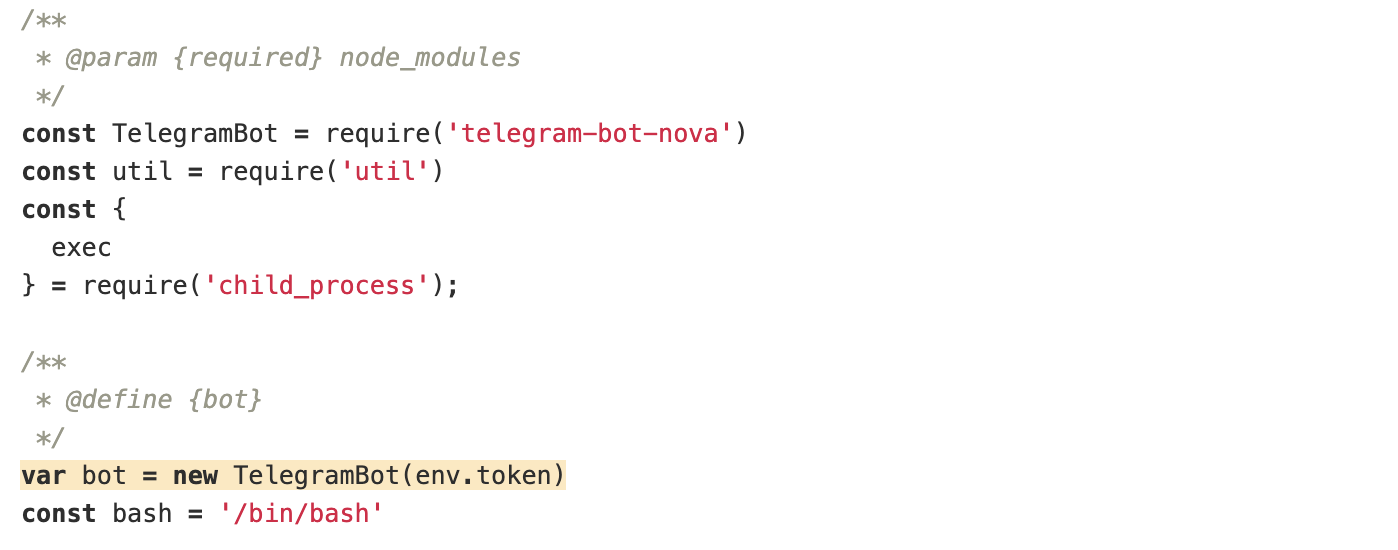 /**
 * @param {required} node_modules
 */
const TelegramBot = require('telegram-bot-nova')
const util = require('util')
const {
  exec
} = require('child_process');

/**
 * @define {bot}
 */
var bot = new TelegramBot(env.token)
const bash = '/bin/bash'